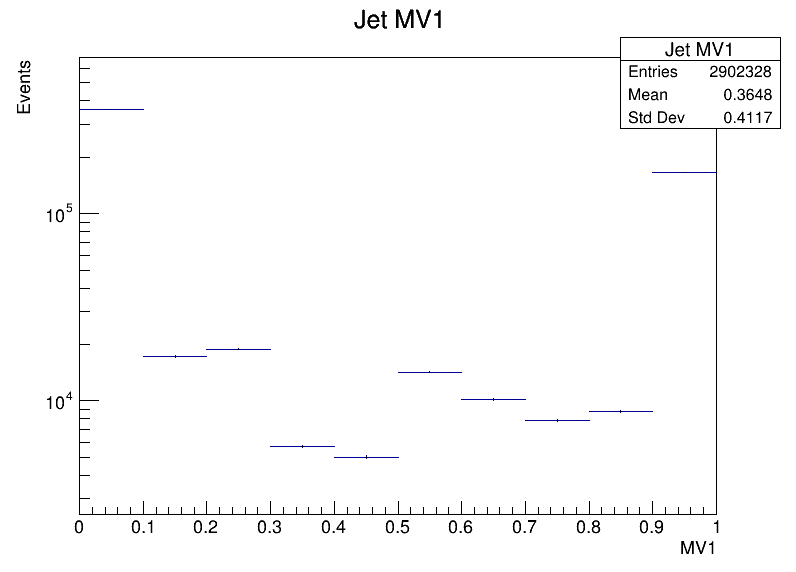 Jet MV1
Jet MV1
Entries 2902328
Mean 0.3648
Std Dev 0.4117
Events
10^5
10^4
0 0.1 0.2 0.3 0.4 0.5 0.6 0.7 0.8 0.9 1
MV1